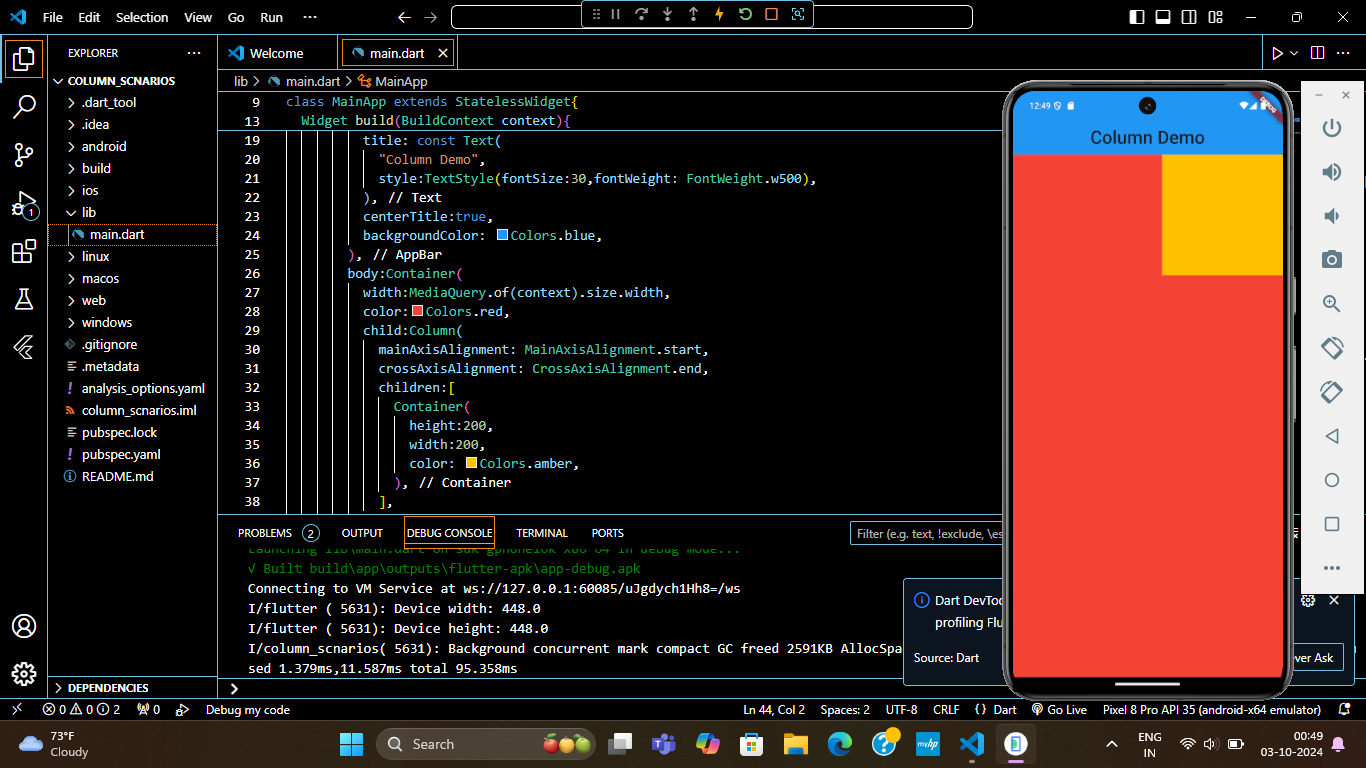 File Edit Selection View Go Run ···
EXPLORER ···
COLUMN_SCNARIOS
.dart_tool
.idea
android
build
ios
lib
main.dart
linux
macos
web
windows
.gitignore
.metadata
analysis_options.yaml
column_scnarios.iml
pubspec.lock
pubspec.yaml
README.md
DEPENDENCIES
1
Welcome
main.dart
lib > main.dart > MainApp
9 class MainApp extends StatelessWidget{
13 Widget build(BuildContext context){
19 title: const Text(
20 "Column Demo",
21 style:TextStyle(fontSize:30,fontWeight: FontWeight.w500),
22 ), // Text
23 centerTitle:true,
24 backgroundColor: Colors.blue,
25 ), // AppBar
26 body:Container(
27 width:MediaQuery.of(context).size.width,
28 color:Colors.red,
29 child:Column(
30 mainAxisAlignment: MainAxisAlignment.start,
31 crossAxisAlignment: CrossAxisAlignment.end,
32 children:[
33 Container(
34 height:200,
35 width:200,
36 color: Colors.amber,
37 ), // Container
38 ],
PROBLEMS 2 OUTPUT DEBUG CONSOLE TERMINAL PORTS
Filter (e.g. text, !exclude, \es
Launching lib\main.dart on sdk gphone16k x86 64 in debug mode...
√ Built build\app\outputs\flutter-apk\app-debug.apk
Connecting to VM Service at ws://127.0.0.1:60085/uJgdych1Hh8=/ws
I/flutter ( 5631): Device width: 448.0
I/flutter ( 5631): Device height: 448.0
I/column_scnarios( 5631): Background concurrent mark compact GC freed 2591KB AllocSpa
sed 1.379ms,11.587ms total 95.358ms
Dart DevToo
profiling Flu
Source: Dart
ver Ask
12:49
DEBUG
Column Demo
0 0 2 0 Debug my code
Ln 44, Col 2 Spaces: 2 UTF-8 CRLF {} Dart Go Live Pixel 8 Pro API 35 (android-x64 emulator)
73°F
Cloudy
Search
myhp
ENG
IN
00:49
03-10-2024